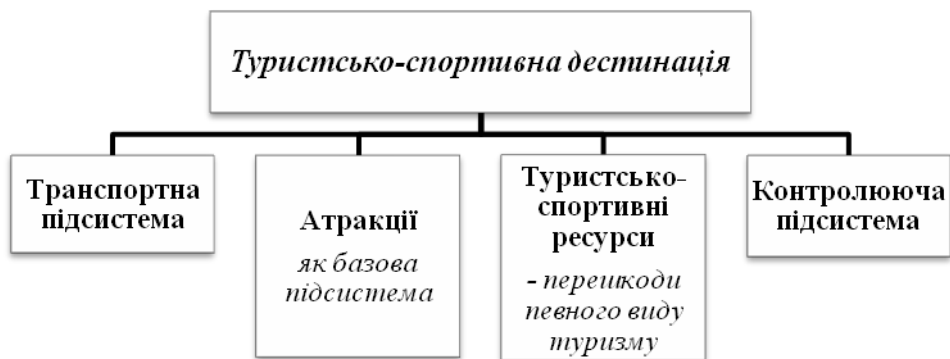 Туристсько-спортивна дестинація
Транспортна
підсистема
Атракції
як базова
підсистема
Туристсько-
спортивні
ресурси
- перешкоди
певного виду
туризму
Контролююча
підсистема